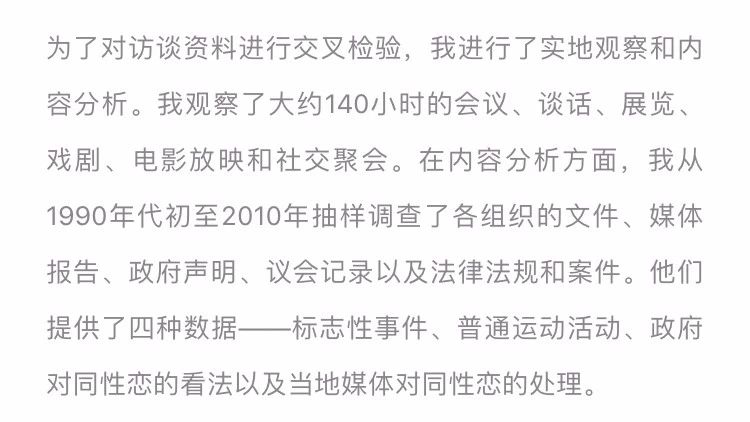 为了对访谈资料进行交叉检验，我进行了实地观察和内
容分析。我观察了大约140小时的会议、谈话、展览、
戏剧、电影放映和社交聚会。在内容分析方面，我从
1990年代初至2010年抽样调查了各组织的文件、媒体
报告、政府声明、议会记录以及法律法规和案件。他们
提供了四种数据——标志性事件、普通运动活动、政府
对同性恋的看法以及当地媒体对同性恋的处理。